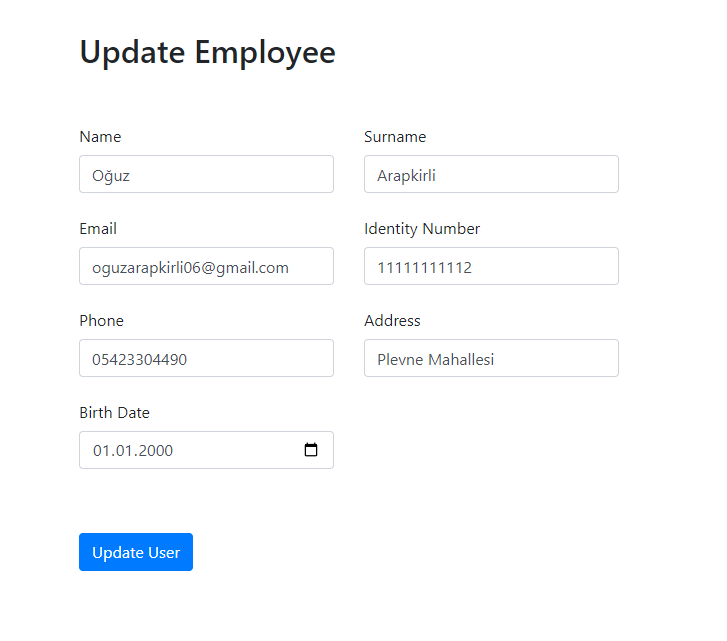 Update Employee
Name
Surname
Oğuz
Arapkirli
Email
Identity Number
oguzarapkirli06@gmail.com
11111111112
Phone
Address
05423304490
Plevne Mahallesi
Birth Date
01.01.2000
Update User